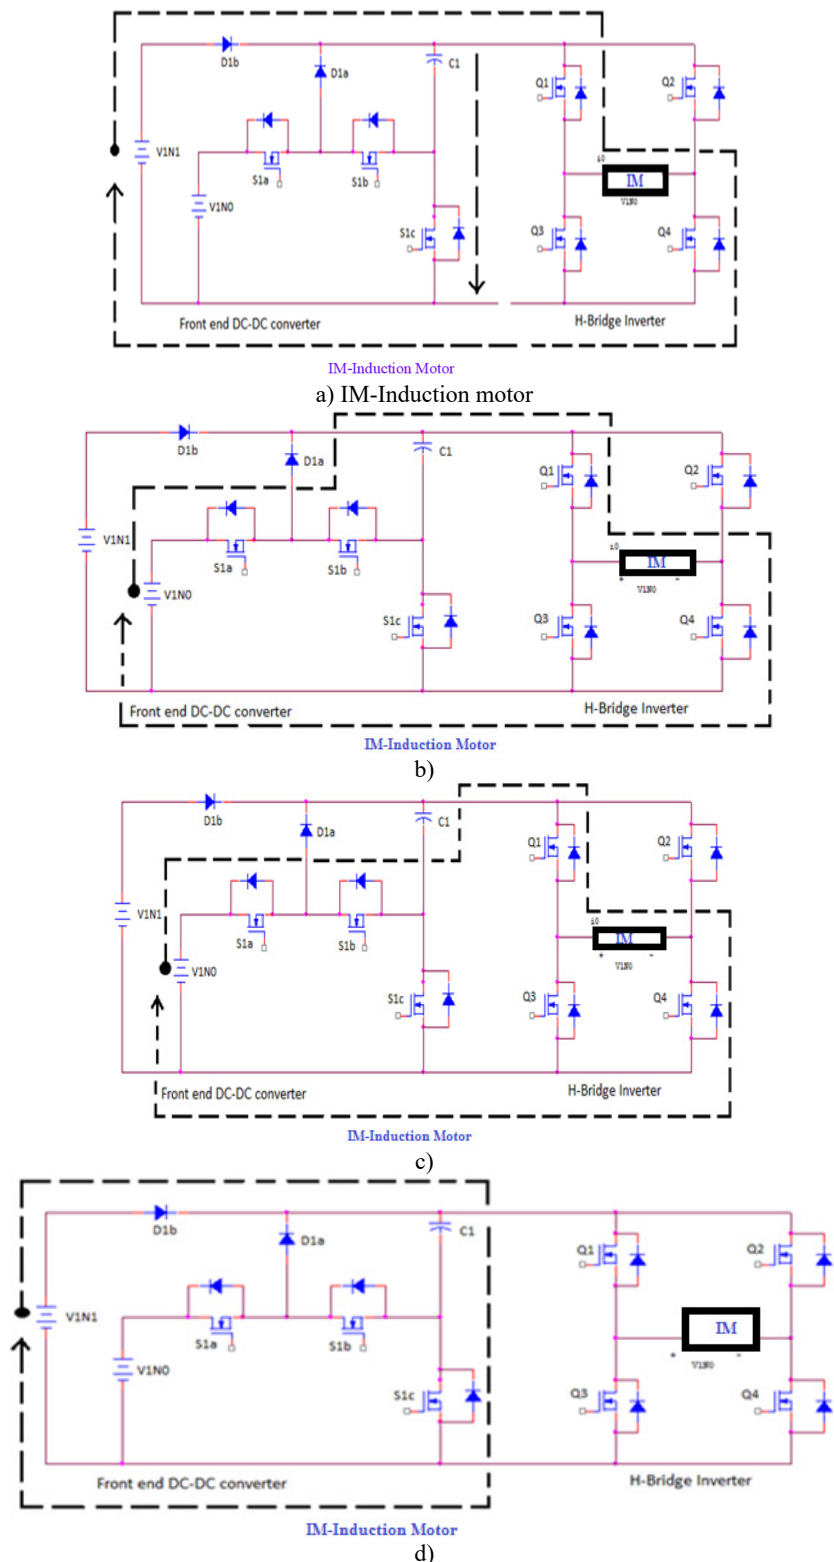 D1b
D1a
C1
Q1
Q2
V1N1
S1a
S1b
i0
IM
V1N0
V1N0
S1c
Q3
Q4
Front end DC-DC converter
H-Bridge Inverter
IM-Induction Motor
a) IM-Induction motor
D1b
D1a
C1
Q1
Q2
V1N1
S1a
S1b
i0
IM
+ -
V1N0
V1N0
S1c
Q3
Q4
Front end DC-DC converter
H-Bridge Inverter
IM-Induction Motor
b)
D1b
D1a
C1
Q1
Q2
V1N1
S1a
S1b
i0
IM
+ -
V1N0
V1N0
S1c
Q3
Q4
Front end DC-DC converter
H-Bridge Inverter
IM-Induction Motor
c)
D1b
D1a
C1
Q1
Q2
V1N1
S1a
S1b
IM
+ -
V1N0
V1N0
S1c
Q3
Q4
Front end DC-DC converter
H-Bridge Inverter
IM-Induction Motor
d)